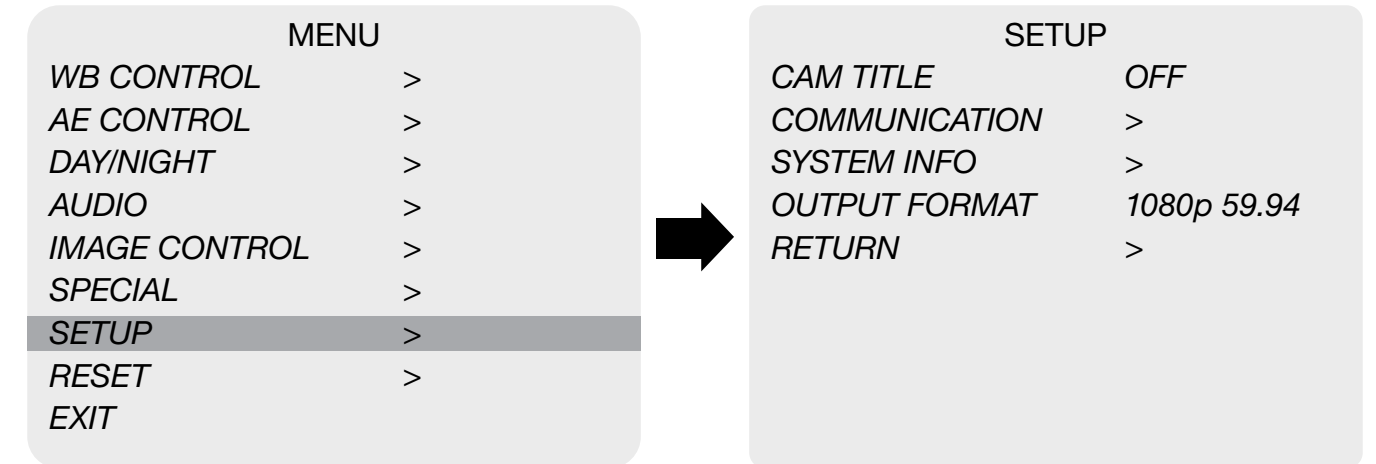 MENU
WB CONTROL >
AE CONTROL >
DAY/NIGHT >
AUDIO >
IMAGE CONTROL >
SPECIAL >
SETUP >
RESET >
EXIT
SETUP
CAM TITLE OFF
COMMUNICATION >
SYSTEM INFO >
OUTPUT FORMAT 1080p 59.94
RETURN >